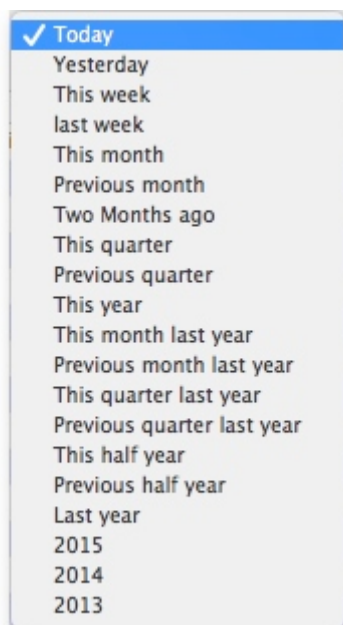 Today
Yesterday
This week
last week
This month
Previous month
Two Months ago
This quarter
Previous quarter
This year
This month last year
Previous month last year
This quarter last year
Previous quarter last year
This half year
Previous half year
Last year
2015
2014
2013